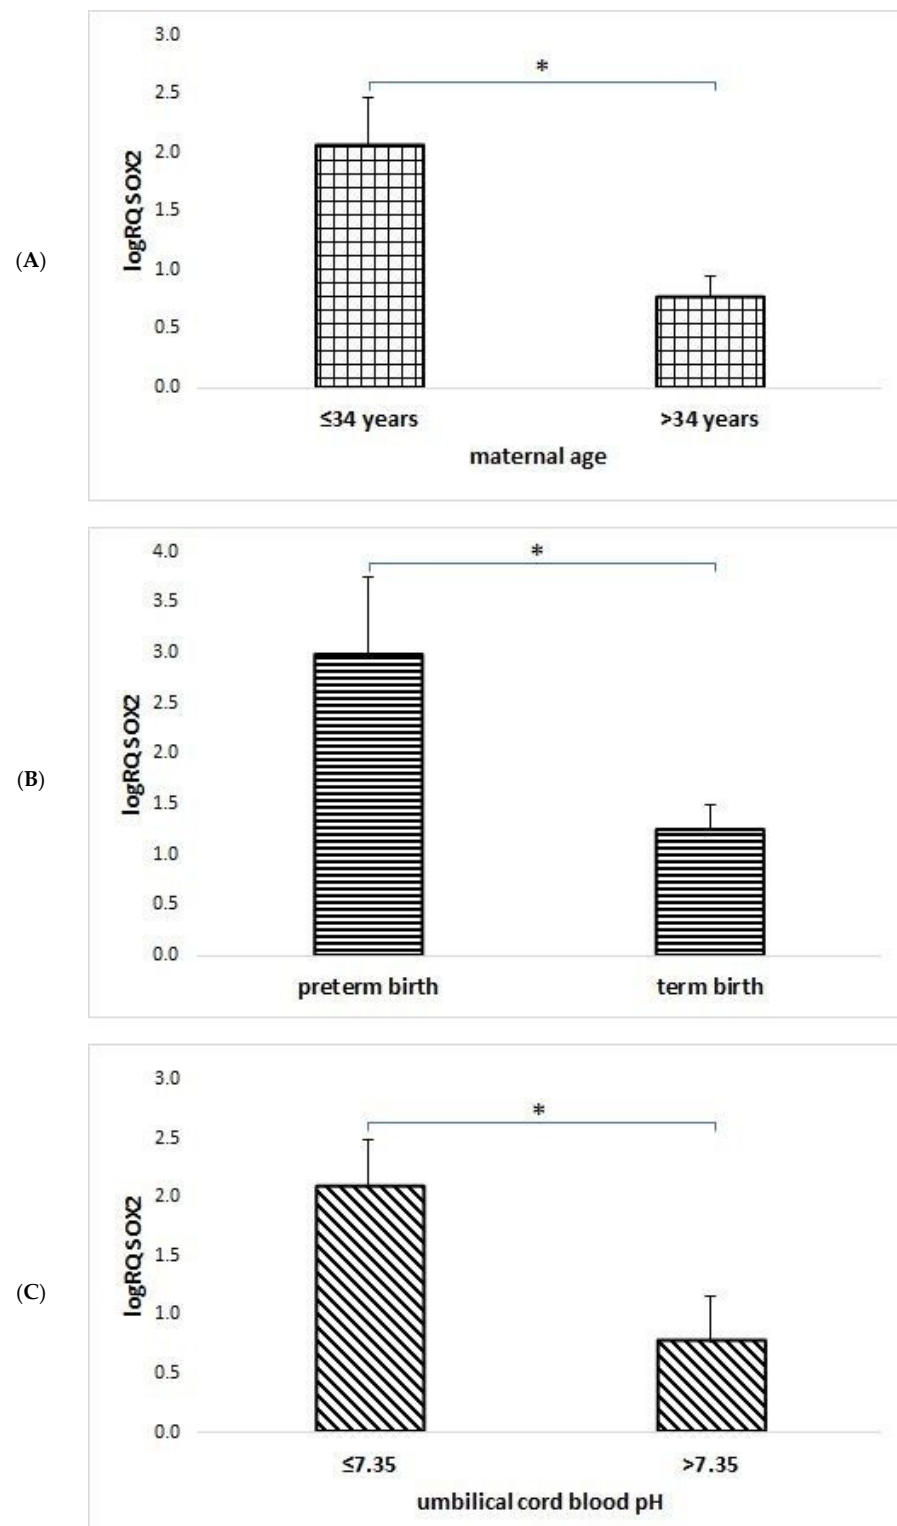 (A)
logRQ SOX2
3.0
2.5
2.0
1.5
1.0
0.5
0.0
*
≤34 years >34 years
maternal age
(B)
logRQ SOX2
4.0
3.5
3.0
2.5
2.0
1.5
1.0
0.5
0.0
*
preterm birth term birth
(C)
logRQ SOX2
3.0
2.5
2.0
1.5
1.0
0.5
0.0
*
≤7.35 >7.35
umbilical cord blood pH